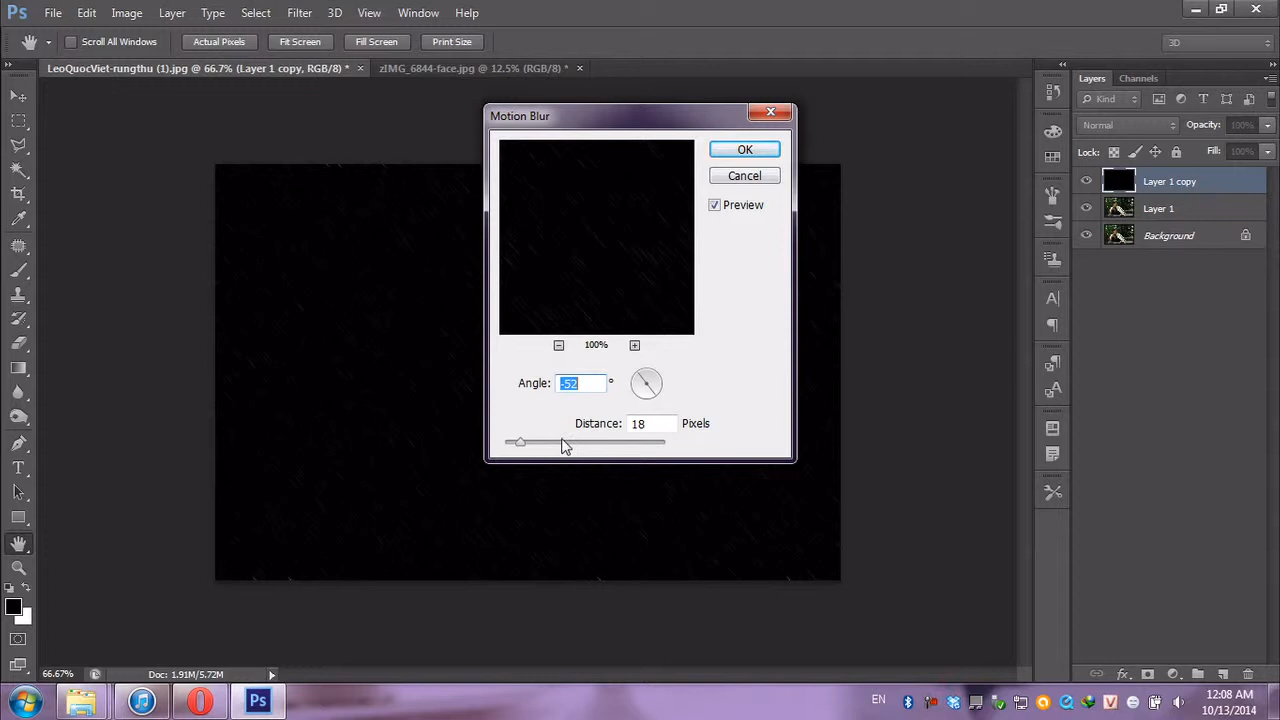 Ps File Edit Image Layer Type Select Filter 3D View Window Help
Scroll All Windows Actual Pixels Fit Screen Fill Screen Print Size 3D
LeoQuocViet-rungthu (1).jpg @ 66.7% (Layer 1 copy, RGB/8) * × zIMG_6844-face.jpg @ 12.5% (RGB/8) * ×
Layers Channels
Kind
Normal Opacity: 100%
Lock: Fill: 100%
Layer 1 copy
Layer 1
Background
Motion Blur
OK
Cancel
Preview
100%
Angle: -52 °
Distance: 18 Pixels
66.67% Doc: 1.91M/5.72M
Ps EN 12:08 AM
10/13/2014